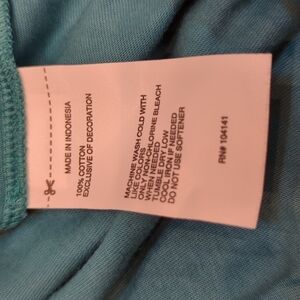 MADE IN INDONESIA
100% COTTON
EXCLUSIVE OF DECORATION
MACHINE WASH COLD WITH
LIKE COLORS
ONLY NON-CHLORINE BLEACH
WHEN NEEDED
TUMBLE DRY LOW
COOL IRON IF NEEDED
DO NOT USE SOFTENER
RN# 104141